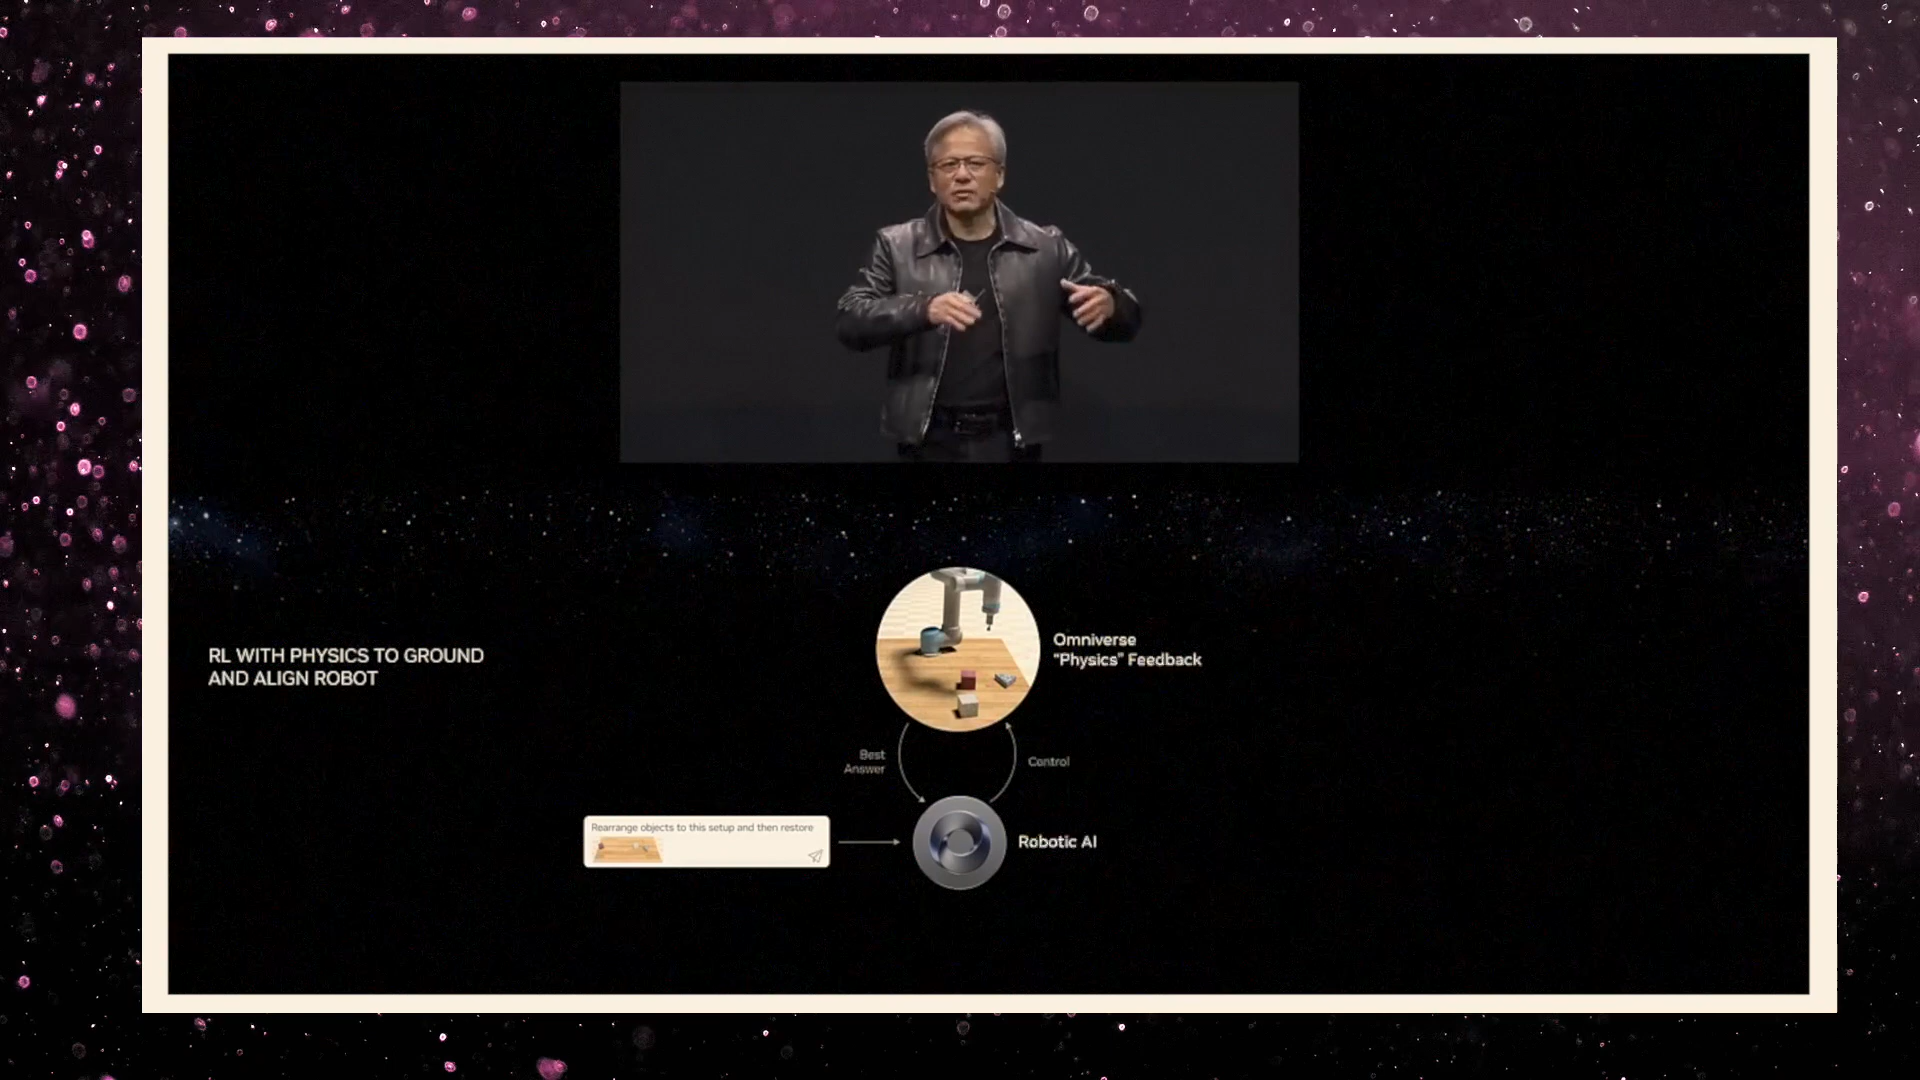 RL WITH PHYSICS TO GROUND
AND ALIGN ROBOT
Omniverse
"Physics" Feedback
Best
Answer
Control
Rearrange objects to this setup and then restore
Robotic AI